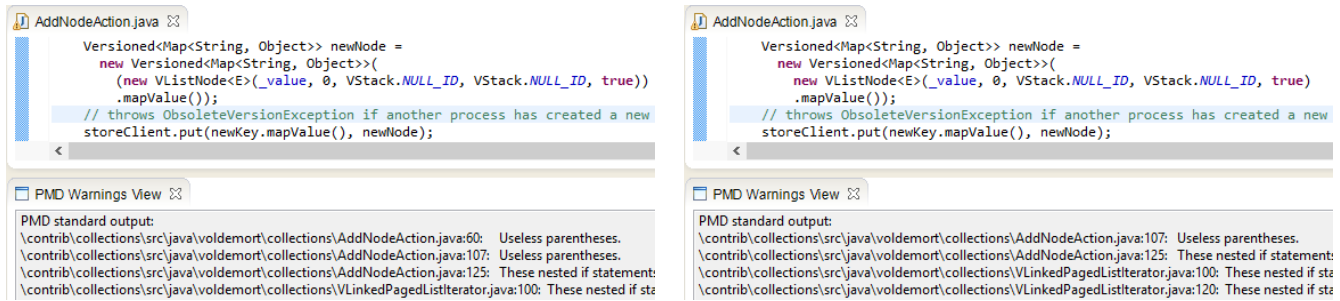 AddNodeAction.java
Versioned<Map<String, Object>> newNode =
new Versioned<Map<String, Object>>(
(new VListNode<E>(_value, 0, VStack.NULL_ID, VStack.NULL_ID, true))
.mapValue());
// throws ObsoleteVersionException if another process has created a new
storeClient.put(newKey.mapValue(), newNode);
PMD Warnings View
PMD standard output:
\contrib\collections\src\java\voldemort\collections\AddNodeAction.java:60: Useless parentheses.
\contrib\collections\src\java\voldemort\collections\AddNodeAction.java:107: Useless parentheses.
\contrib\collections\src\java\voldemort\collections\AddNodeAction.java:125: These nested if statements
\contrib\collections\src\java\voldemort\collections\VLinkedPagedListIterator.java:100: These nested if sta
AddNodeAction.java
Versioned<Map<String, Object>> newNode =
new Versioned<Map<String, Object>>(
new VListNode<E>(_value, 0, VStack.NULL_ID, VStack.NULL_ID, true)
.mapValue());
// throws ObsoleteVersionException if another process has created a new
storeClient.put(newKey.mapValue(), newNode);
PMD Warnings View
PMD standard output:
\contrib\collections\src\java\voldemort\collections\AddNodeAction.java:107: Useless parentheses.
\contrib\collections\src\java\voldemort\collections\AddNodeAction.java:125: These nested if statements
\contrib\collections\src\java\voldemort\collections\VLinkedPagedListIterator.java:100: These nested if sta
\contrib\collections\src\java\voldemort\collections\VLinkedPagedListIterator.java:120: These nested if sta